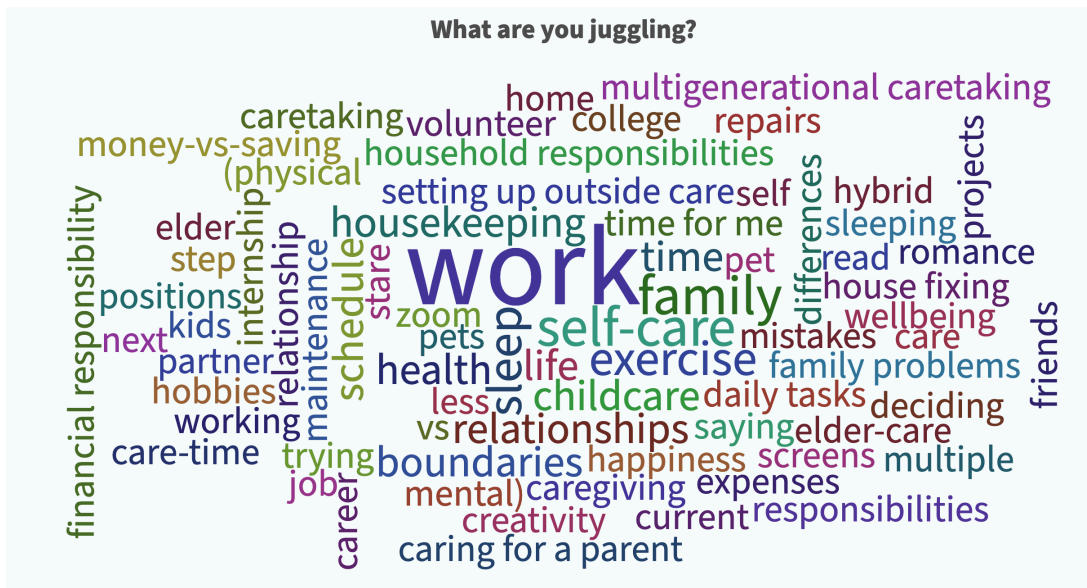 What are you juggling?
multigenerational caretaking
home
caretaking
volunteer
college
repairs
projects
money-vs-saving
household responsibilities
(physical
setting up outside care
self
differences
hybrid
financial responsibility
elder
internship
housekeeping
time for me
sleeping
step
relationship
maintenance
schedule
stare
work
time
pet
read
romance
positions
family
house fixing
next
kids
zoom
pets
sleep
self-care
mistakes
wellbeing
care
friends
partner
health
life
exercise
family problems
hobbies
less
childcare
daily tasks
deciding
working
vs
relationships
saying
elder-care
care-time
trying
boundaries
happiness
screens
multiple
job
career
mental)
caregiving
expenses
creativity
current
responsibilities
caring for a parent